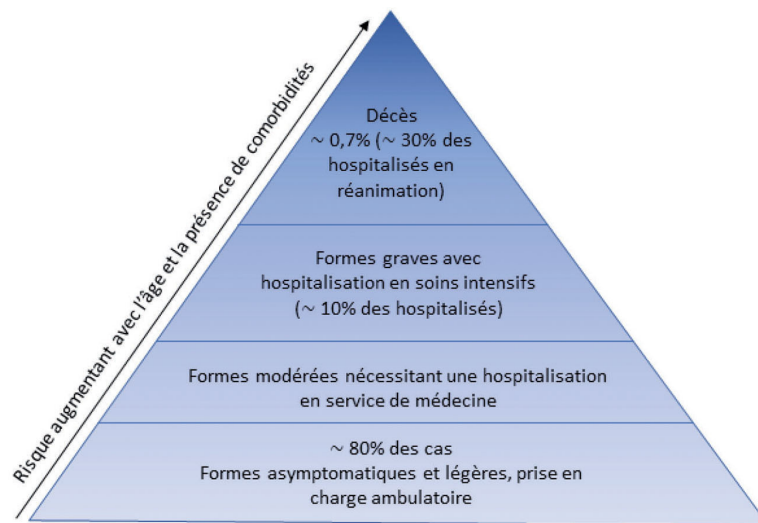 Risque augmentant avec l'âge et la présence de comorbidités
Décès
~ 0,7% (~ 30% des
hospitalisés en
réanimation)
Formes graves avec
hospitalisation en soins intensifs
(~ 10% des hospitalisés)
Formes modérées nécessitant une hospitalisation
en service de médecine
~ 80% des cas
Formes asymptomatiques et légères, prise en
charge ambulatoire